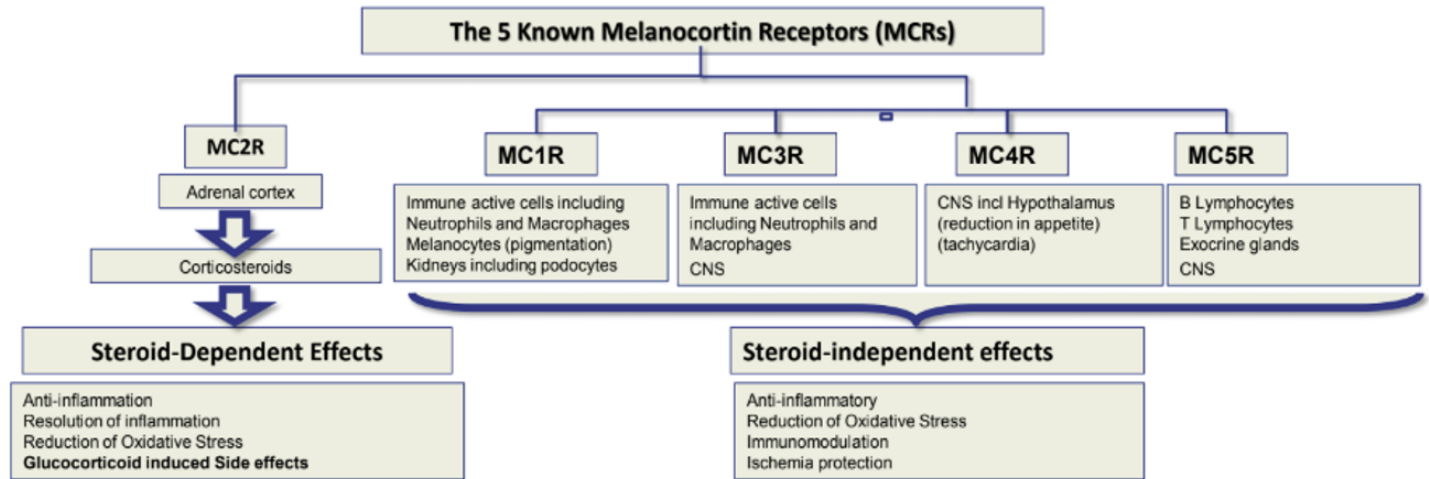 The 5 Known Melanocortin Receptors (MCRs)
MC2R
Adrenal cortex
Corticosteroids
Steroid-Dependent Effects
Anti-inflammation
Resolution of inflammation
Reduction of Oxidative Stress
Glucocorticoid induced Side effects
MC1R
Immune active cells including
Neutrophils and Macrophages
Melanocytes (pigmentation)
Kidneys including podocytes
MC3R
Immune active cells
including Neutrophils and
Macrophages
CNS
MC4R
CNS incl Hypothalamus
(reduction in appetite)
(tachycardia)
MC5R
B Lymphocytes
T Lymphocytes
Exocrine glands
CNS
Steroid-independent effects
Anti-inflammatory
Reduction of Oxidative Stress
Immunomodulation
Ischemia protection